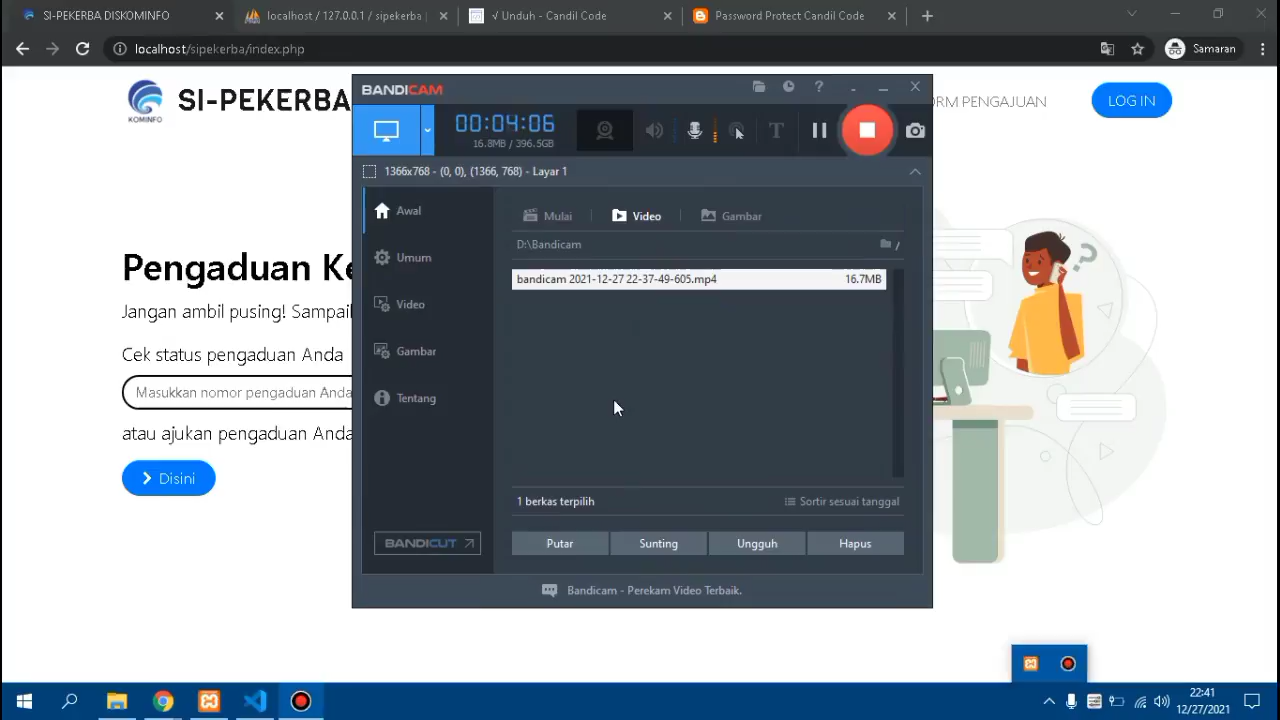 SI-PEKERBA DISKOMINFO
localhost / 127.0.0.1 / sipekerba
√ Unduh - Candil Code
Password Protect Candil Code
localhost/sipekerba/index.php
Samaran
KOMINFO
SI-PEKERBA
ORM PENGAJUAN
LOG IN
BANDICAM
00:04:06
16.8MB / 396.5GB
1366x768 - (0, 0), (1366, 768) - Layar 1
Awal
Umum
Video
Gambar
Tentang
BANDICUT
Mulai
Video
Gambar
D:\Bandicam
/
bandicam 2021-12-27 22-37-49-605.mp4
16.7MB
1 berkas terpilih
Sortir sesuai tanggal
Putar
Sunting
Ungguh
Hapus
Bandicam - Perekam Video Terbaik.
Pengaduan Ke
Jangan ambil pusing! Sampail
Cek status pengaduan Anda
Masukkan nomor pengaduan Anda
atau ajukan pengaduan Anda
Disini
22:41
12/27/2021